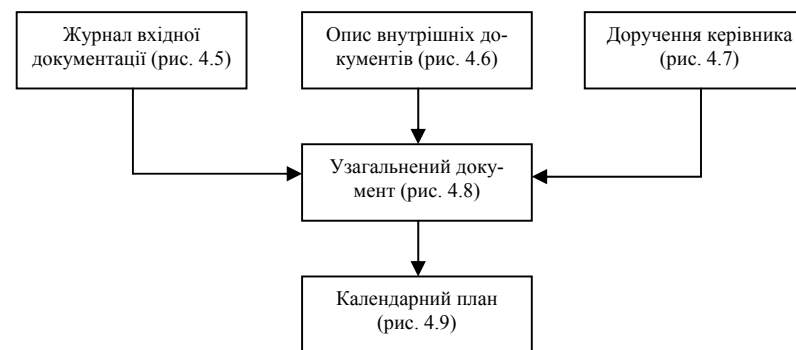 Журнал вхідної
документації (рис. 4.5)
Опис внутрішніх до-
кументів (рис. 4.6)
Доручення керівника
(рис. 4.7)
Узагальнений доку-
мент (рис. 4.8)
Календарний план
(рис. 4.9)